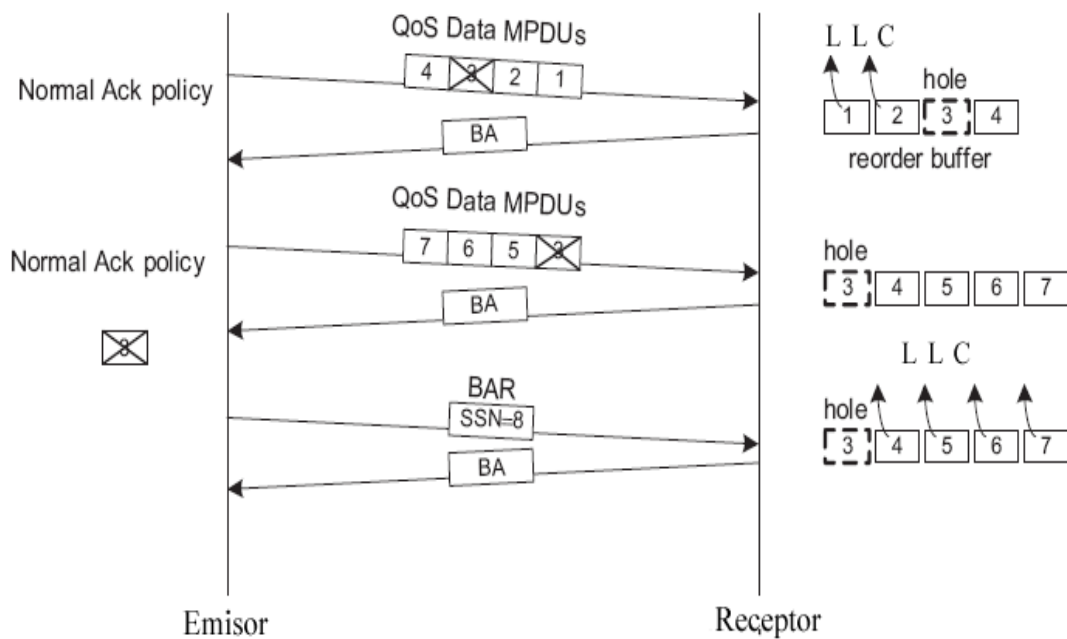 QoS Data MPDUs
4 3 2 1
Normal Ack policy
BA
L L C
hole
1 2 3 4
reorder buffer
QoS Data MPDUs
7 6 5 3
Normal Ack policy
BA
hole
3 4 5 6 7
3
BAR
SSN=8
BA
L L C
hole
3 4 5 6 7
Emisor
Receptor